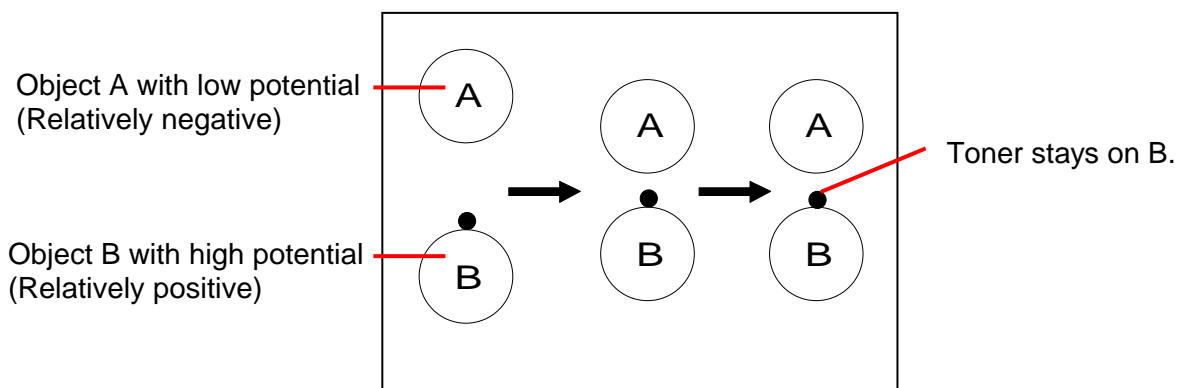 Object A with low potential
(Relatively negative)
A
A
A
Toner stays on B.
Object B with high potential
(Relatively positive)
B
B
B